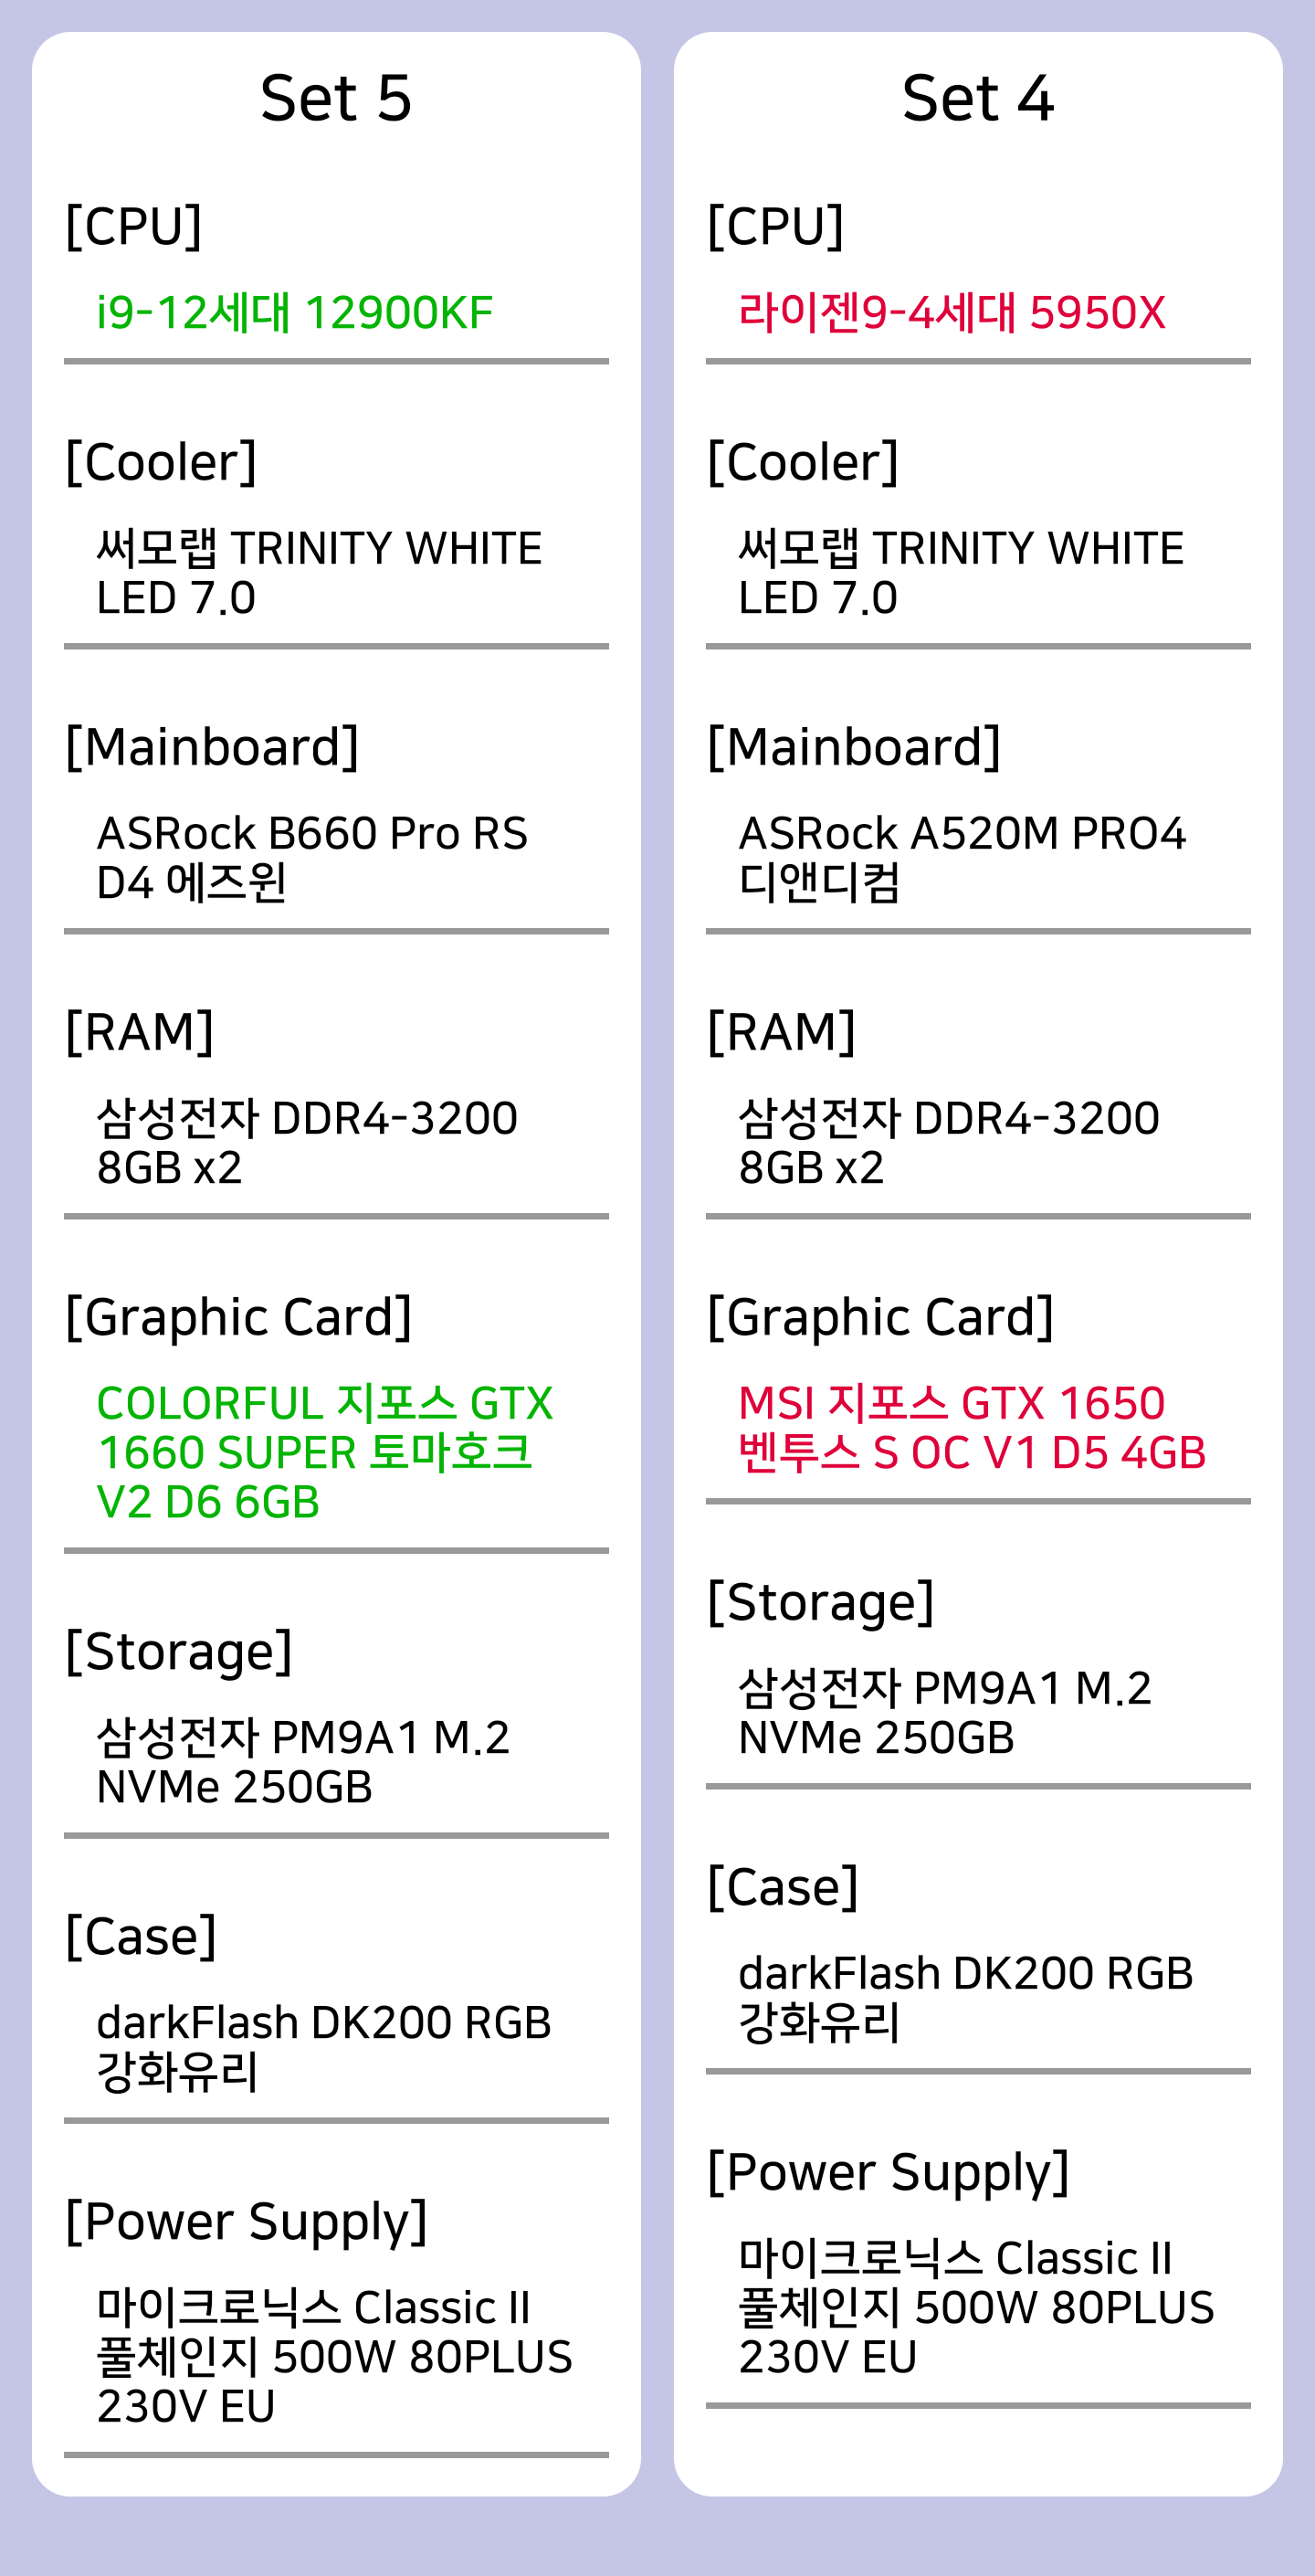 Set 5
[CPU]
i9-12세대 12900KF
[Cooler]
써모랩 TRINITY WHITE
LED 7.0
[Mainboard]
ASRock B660 Pro RS
D4 에즈윈
[RAM]
삼성전자 DDR4-3200
8GB x2
[Graphic Card]
COLORFUL 지포스 GTX
1660 SUPER 토마호크
V2 D6 6GB
[Storage]
삼성전자 PM9A1 M.2
NVMe 250GB
[Case]
darkFlash DK200 RGB
강화유리
[Power Supply]
마이크로닉스 Classic II
풀체인지 500W 80PLUS
230V EU
Set 4
[CPU]
라이젠9-4세대 5950X
[Cooler]
써모랩 TRINITY WHITE
LED 7.0
[Mainboard]
ASRock A520M PRO4
디앤디컴
[RAM]
삼성전자 DDR4-3200
8GB x2
[Graphic Card]
MSI 지포스 GTX 1650
벤투스 S OC V1 D5 4GB
[Storage]
삼성전자 PM9A1 M.2
NVMe 250GB
[Case]
darkFlash DK200 RGB
강화유리
[Power Supply]
마이크로닉스 Classic II
풀체인지 500W 80PLUS
230V EU